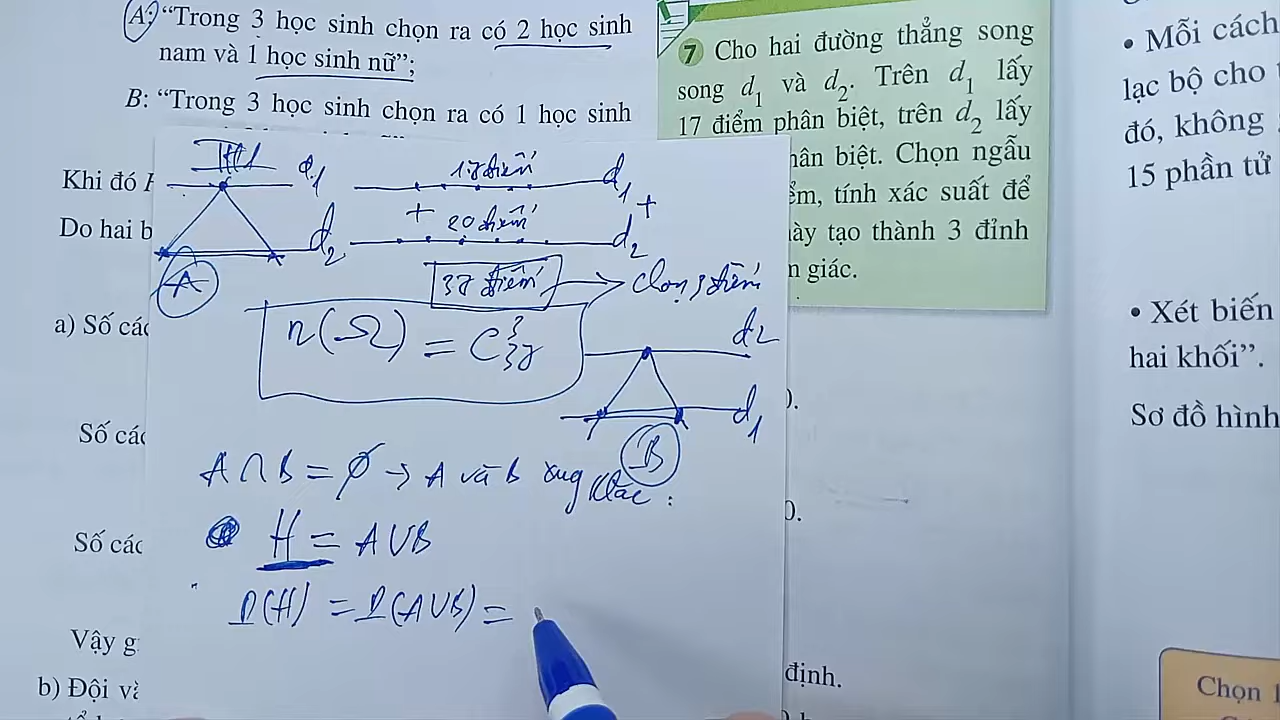 A: “Trong 3 học sinh chọn ra có 2 học sinh
nam và 1 học sinh nữ”;
B: “Trong 3 học sinh chọn ra có 1 học sinh
Khi đó
Do hai b
a) Số các
Số các
Số các
Vậy g
b) Đội và
7 Cho hai đường thẳng song
song d1 và d2. Trên d1 lấy
17 điểm phân biệt, trên d2 lấy
hân biệt. Chọn ngẫu
ểm, tính xác suất để
ày tạo thành 3 đỉnh
n giác.
định.
• Mỗi cách
lạc bộ cho
đó, không
15 phần tử
• Xét biến
hai khối”.
Sơ đồ hình
Chọn 1
TH1 d1
d2
A
17 điểm d1
+ 20 điểm d2 +
37 điểm → chọn 3 điểm
n(Ω) = C³37
d2
d1
B
A ∩ B = ∅ → A và B xung khắc :
H = A ∪ B
P(H) = P(A ∪ B) =